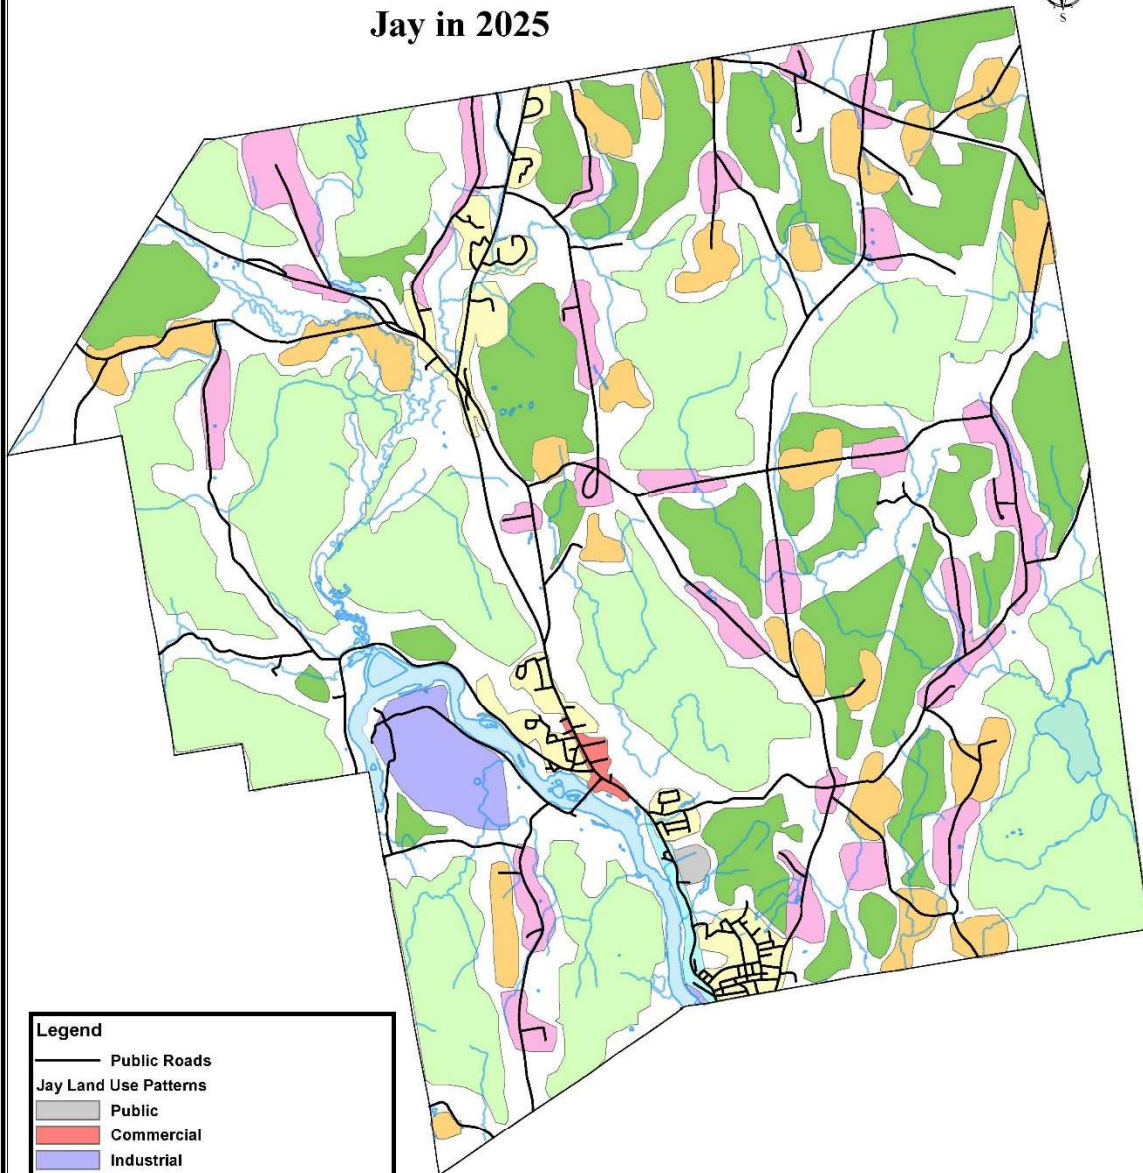 Jay in 2025
S
Legend
Public Roads
Jay Land Use Patterns
Public
Commercial
Industrial